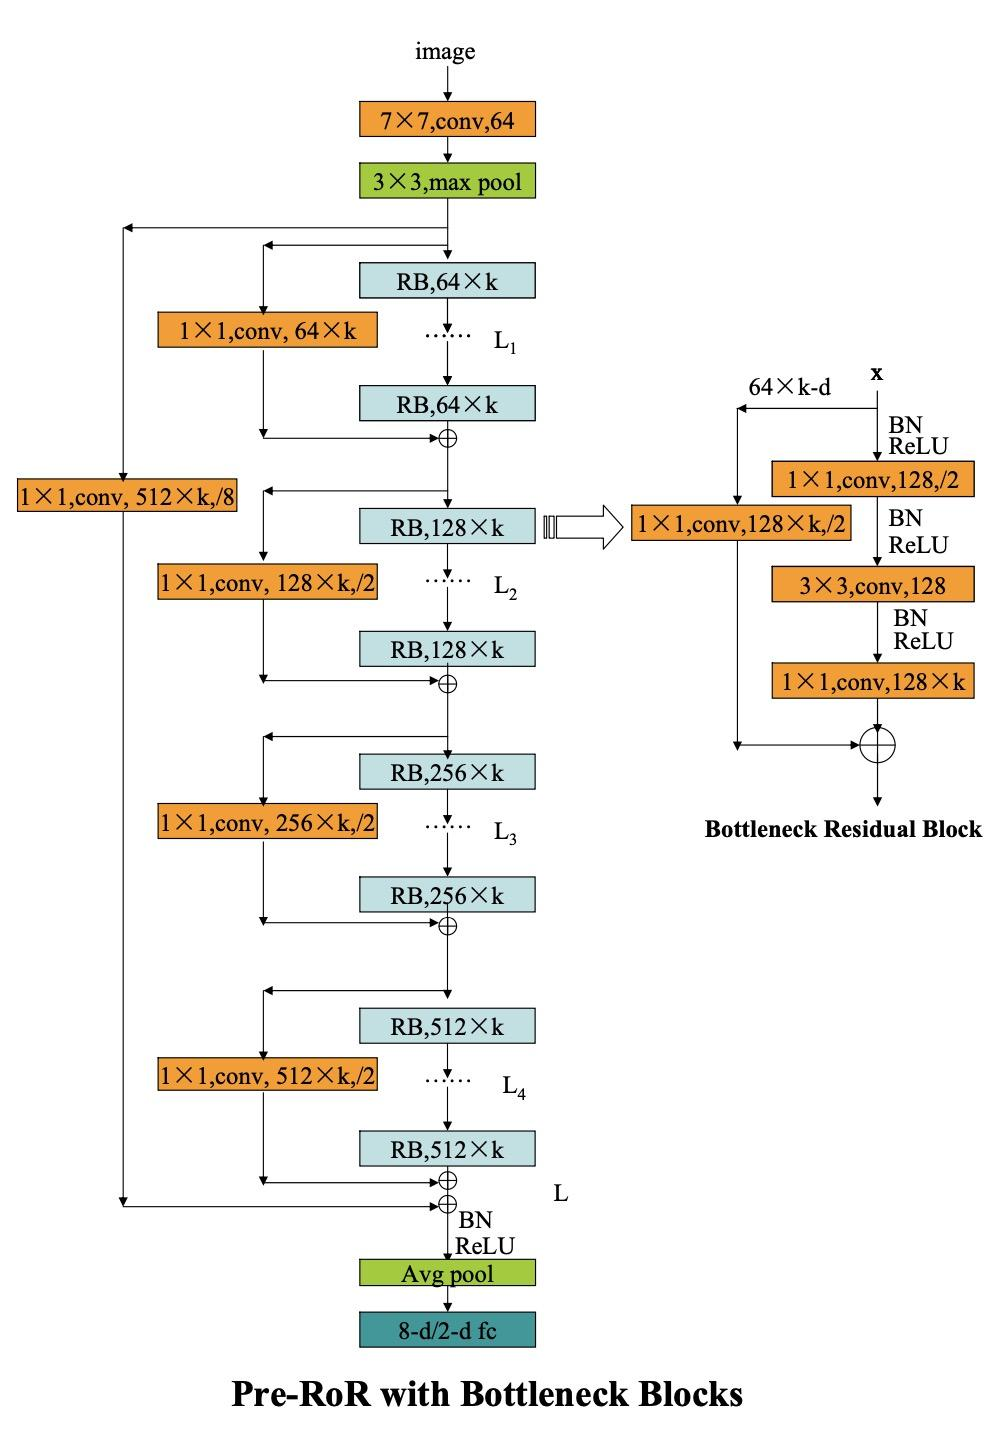 image
7×7,conv,64
3×3,max pool
RB,64×k
1×1,conv, 64×k
...... L1
RB,64×k
1×1,conv, 512×k,/8
RB,128×k
1×1,conv, 128×k,/2
...... L2
RB,128×k
RB,256×k
1×1,conv, 256×k,/2
...... L3
RB,256×k
RB,512×k
1×1,conv, 512×k,/2
...... L4
RB,512×k
L
BN
ReLU
Avg pool
8-d/2-d fc
x
64×k-d
BN
ReLU
1×1,conv,128,/2
1×1,conv,128×k,/2
BN
ReLU
3×3,conv,128
BN
ReLU
1×1,conv,128×k
Bottleneck Residual Block
Pre-RoR with Bottleneck Blocks